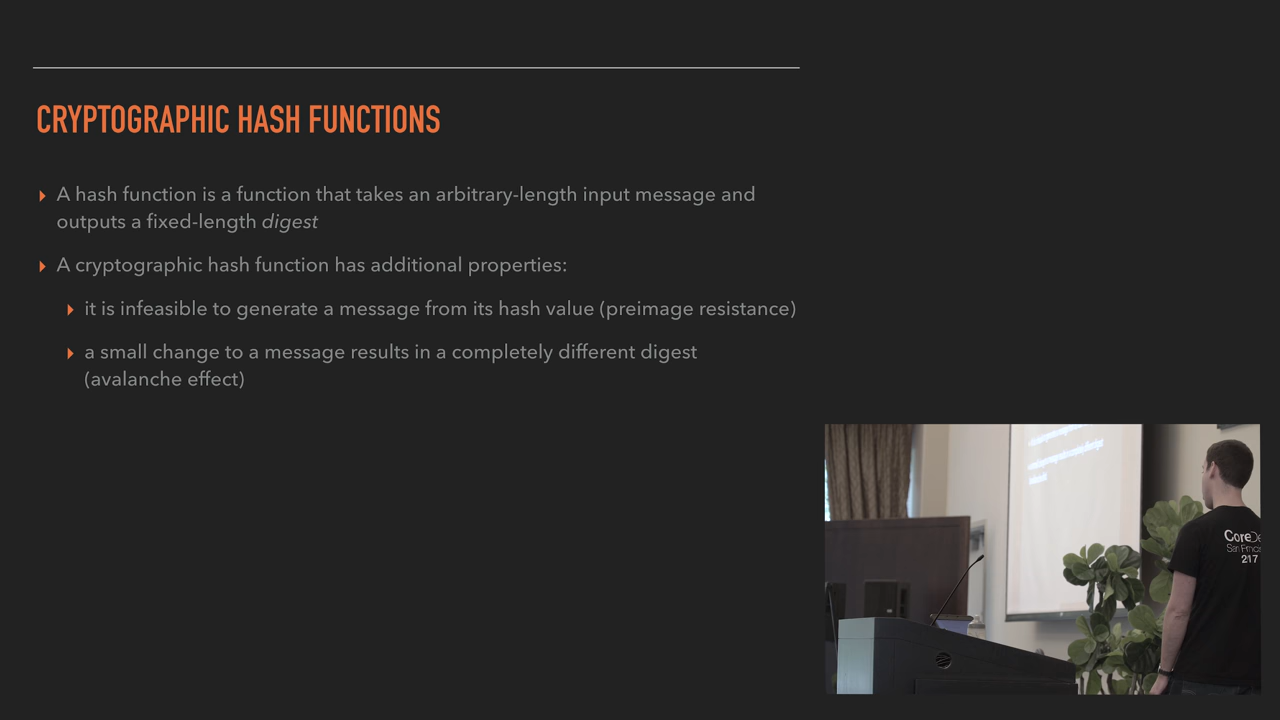 CRYPTOGRAPHIC HASH FUNCTIONS
A hash function is a function that takes an arbitrary-length input message and
outputs a fixed-length digest
A cryptographic hash function has additional properties:
it is infeasible to generate a message from its hash value (preimage resistance)
a small change to a message results in a completely different digest
(avalanche effect)
Core
San